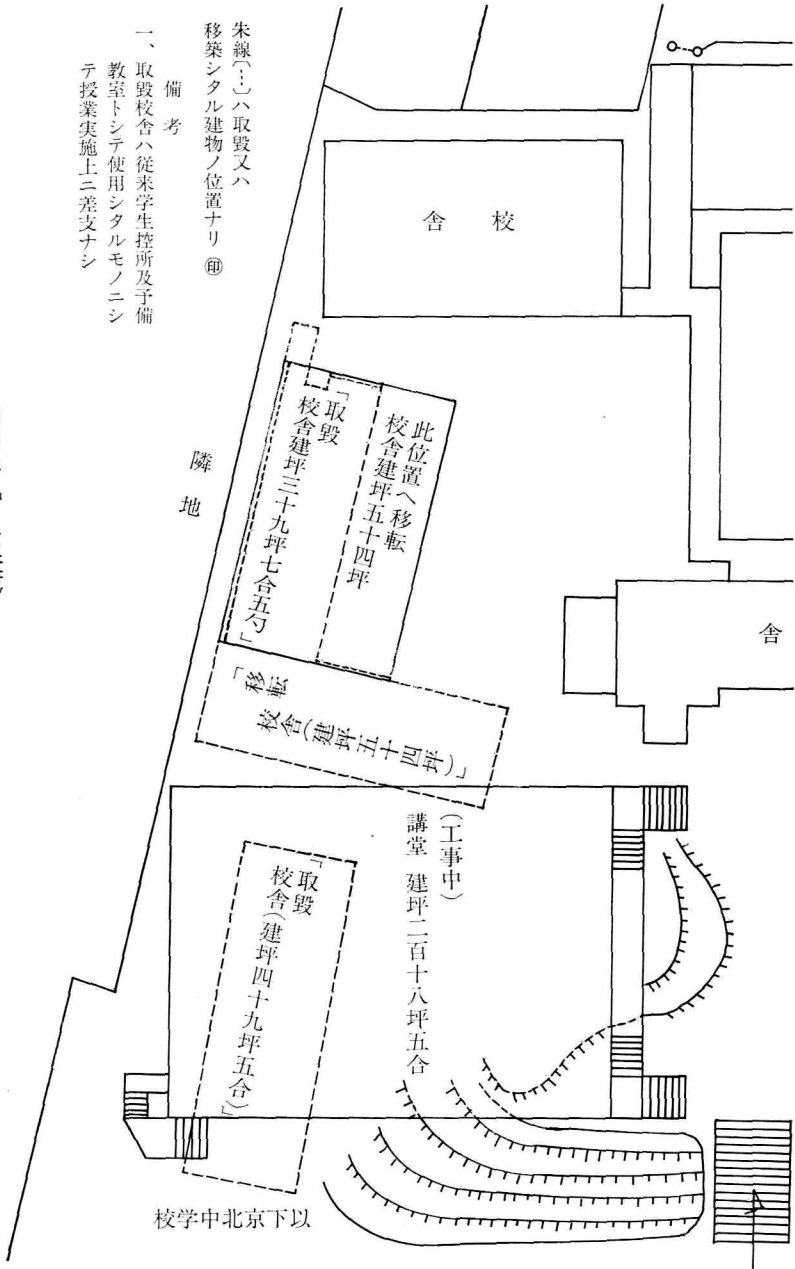 朱線〔…〕ハ取毀又ハ
移築シタル建物ノ位置ナリ ㊞
備考
一、取毀校舎ハ従来学生控所及予備
教室トシテ使用シタルモノニシ
テ授業実施上ニ差支ナシ
舎 校
隣地
此位置ヘ移転
校舎建坪五十四坪
「取毀
校舎建坪三十九坪七合五勺」
舎
「移転
校舎(建坪五十四坪)」
(工事中)
講堂 建坪二百十八坪五合
「取毀
校舎(建坪四十九坪五合)」
校学中北京下以